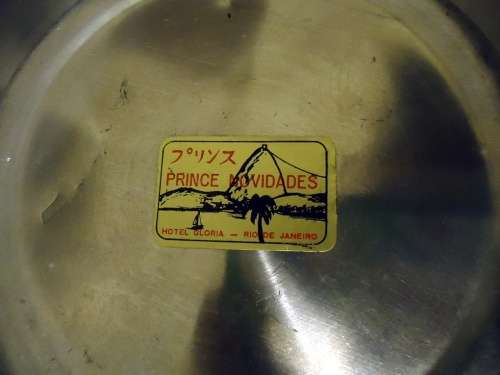 プリンス
PRINCE NOVIDADES
HOTEL GLORIA — RIO DE JANEIRO